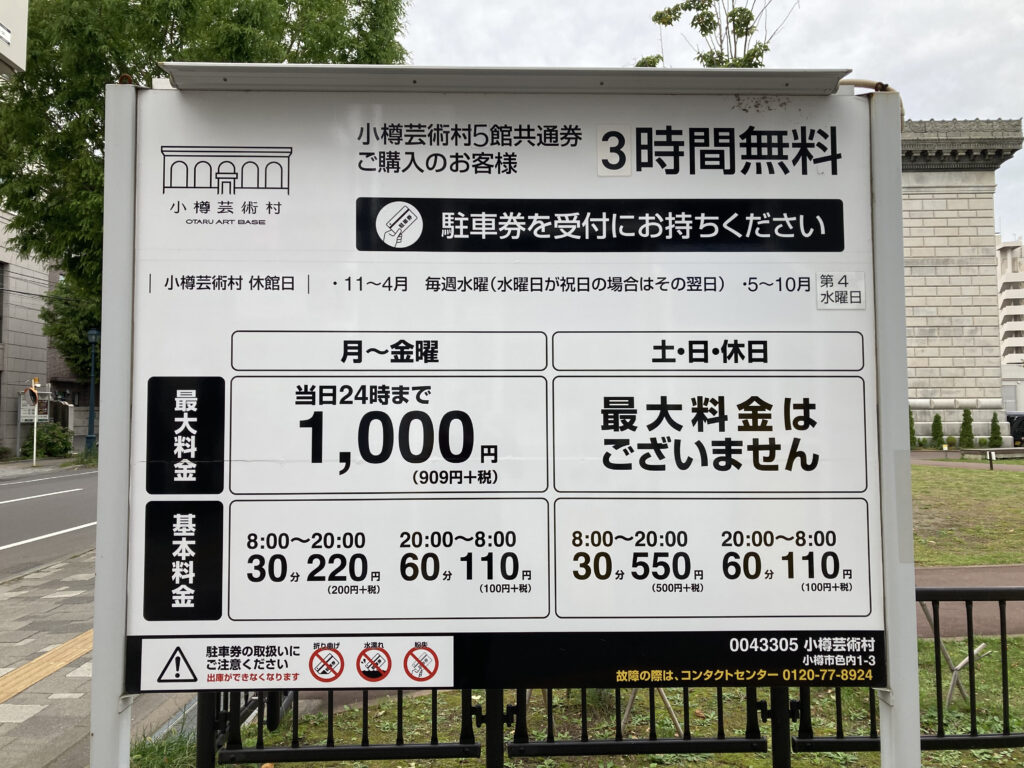 小樽芸術村
OTARU ART BASE
小樽芸術村5館共通券
ご購入のお客様
3時間無料
駐車券を受付にお持ちください
小樽芸術村 休館日
・11～4月 毎週水曜(水曜日が祝日の場合はその翌日) ・5～10月 第4水曜日
月～金曜
土・日・休日
最大料金
当日24時まで
1,000円
(909円+税)
最大料金は
ございません
基本料金
8:00～20:00
30分220円
(200円+税)
20:00～8:00
60分110円
(100円+税)
8:00～20:00
30分550円
(500円+税)
20:00～8:00
60分110円
(100円+税)
駐車券の取扱いに
ご注意ください
出庫ができなくなります
折り曲げ
水濡れ
紛失
0043305 小樽芸術村
小樽市色内1-3
故障の際は、コンタクトセンター 0120-77-8924